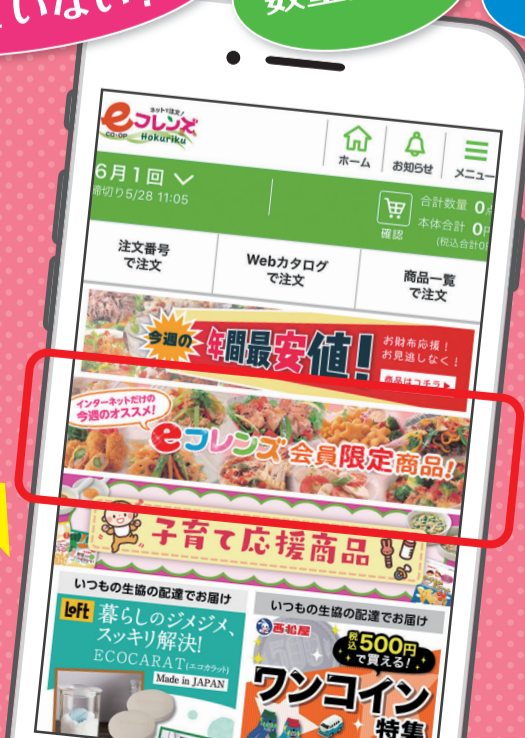 いない
数量
ネットで注文!
eフレンズ
CO・OP Hokuriku
ホーム
お知らせ
メニュー
6月1回
締切り5/28 11:05
確認
合計数量 0
本体合計 0円
(税込合計0
注文番号
で注文
Webカタログ
で注文
商品一覧
で注文
今週の
年間最安値!
お財布応援!
お見逃しなく!
商品はコチラ▶
インターネットだけの
今週のオススメ!
eフレンズ会員限定商品!
子育て応援商品
いつもの生協の配達でお届け
LoFt
暮らしのジメジメ、
スッキリ解決!
ECOCARAT(エコカラット)
Made in JAPAN
いつもの生協の配達でお届け
西松屋
税込500円
で買える!
ワンコイン
特集